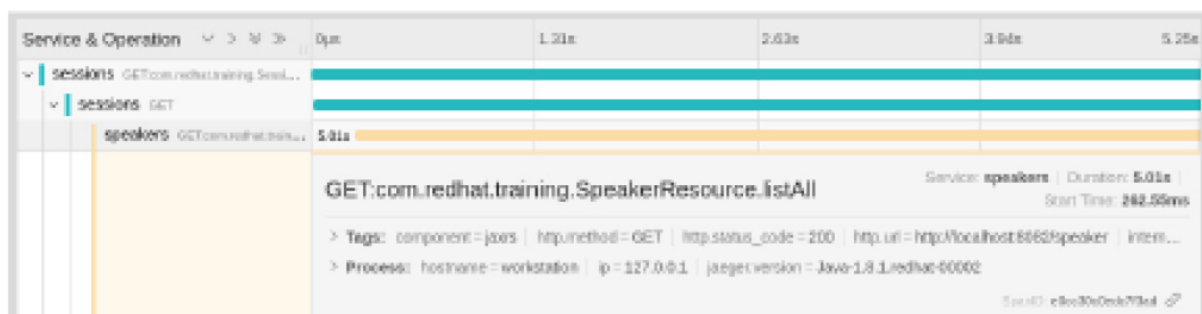 Service & Operation 0μs 1.31s 2.63s 3.94s 5.25s
sessions GET:com.redhat.training.Sessi...
sessions GET
speakers GET:com.redhat.train... 5.01s
GET:com.redhat.training.SpeakerResource.listAll
Service: speakers | Duration: 5.01s |
Start Time: 262.55ms
> Tags: component = jaxrs | http.method = GET | http.status_code = 200 | http.url = http://localhost:8082/speaker | intern...
> Process: hostname = workstation | ip = 127.0.0.1 | jaeger.version = Java-1.8.1.redhat-00002
SpanID: